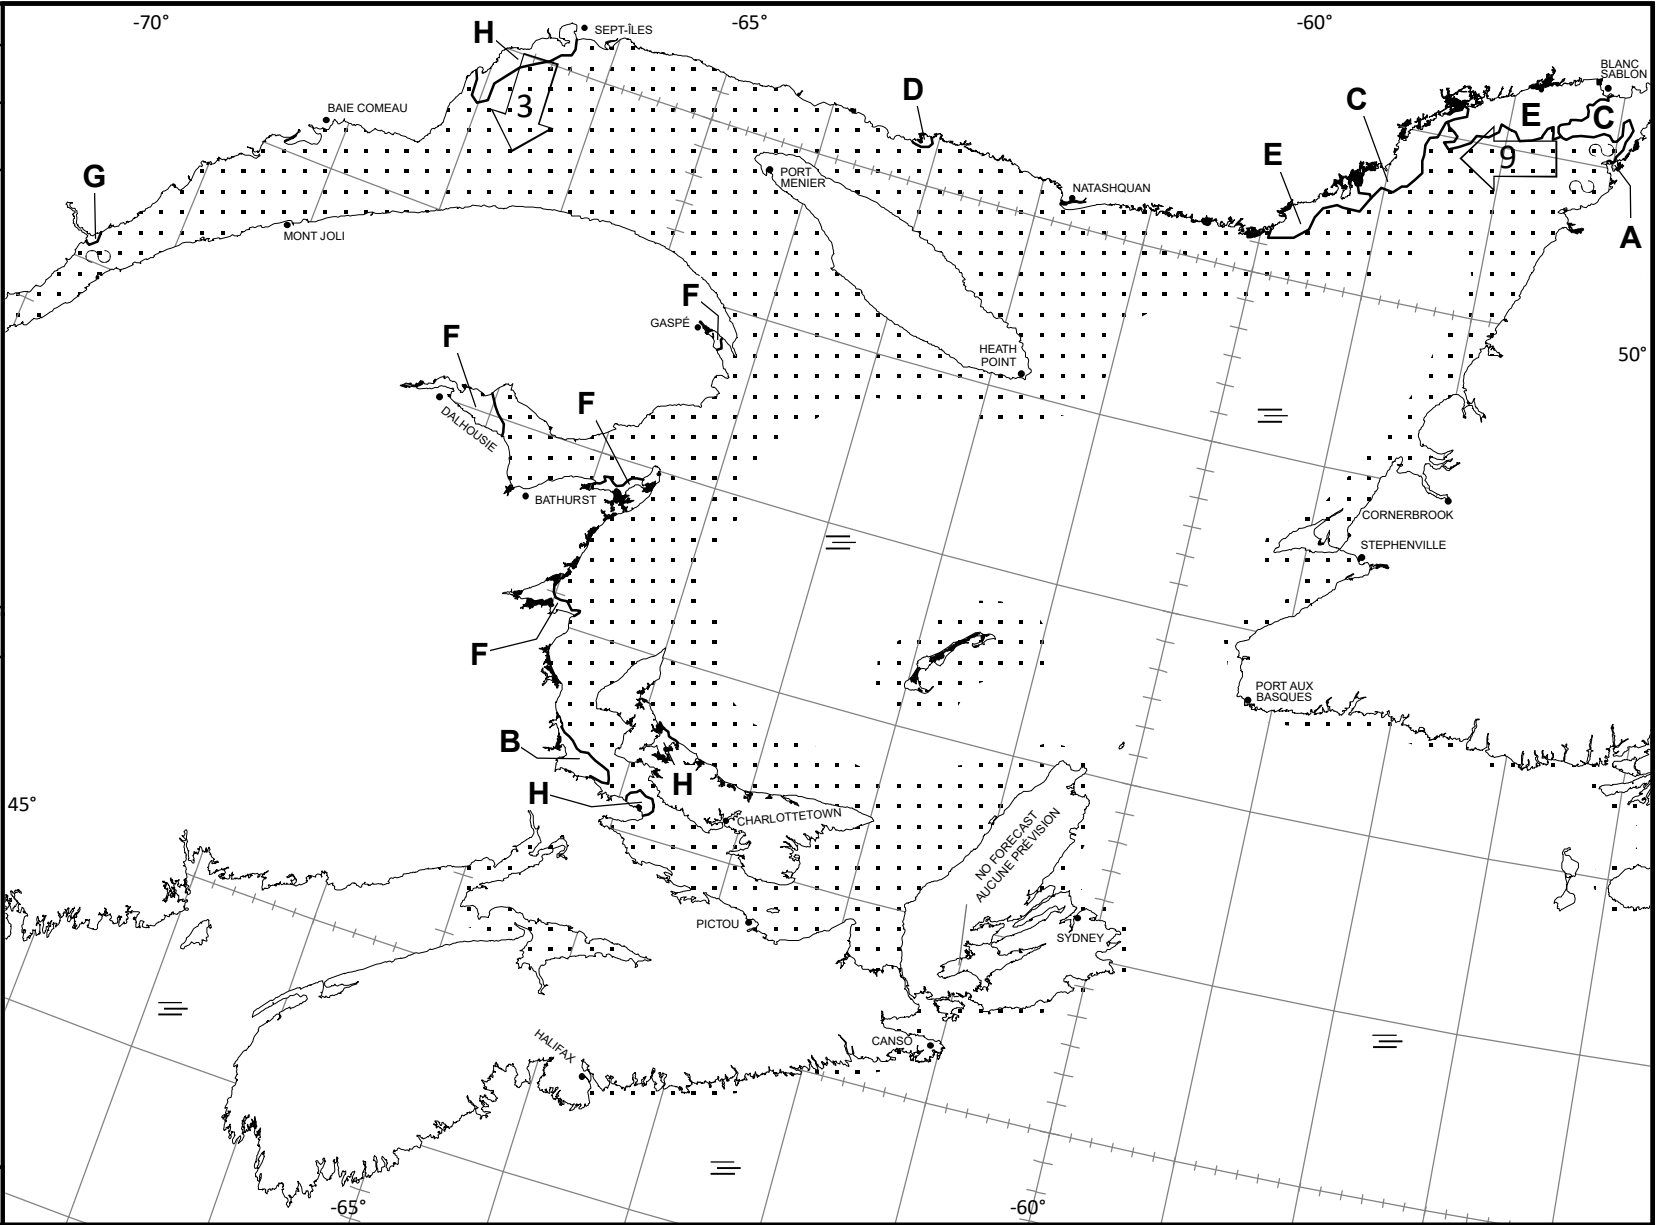 -70°
-65°
-60°
H
SEPT-ÎLES
BLANC
SABLON
BAIE COMEAU
3
D
C
E
C
E
9
G
PORT
MENIER
NATASHQUAN
MONT JOLI
A
F
GASPÉ
F
HEATH
POINT
50°
F
DALHOUSIE
BATHURST
CORNERBROOK
STEPHENVILLE
F
PORT AUX
BASQUES
B
H
H
45°
CHARLOTTETOWN
NO FORECAST
AUCUNE PRÉVISION
PICTOU
SYDNEY
HALIFAX
CANSO
-65°
-60°